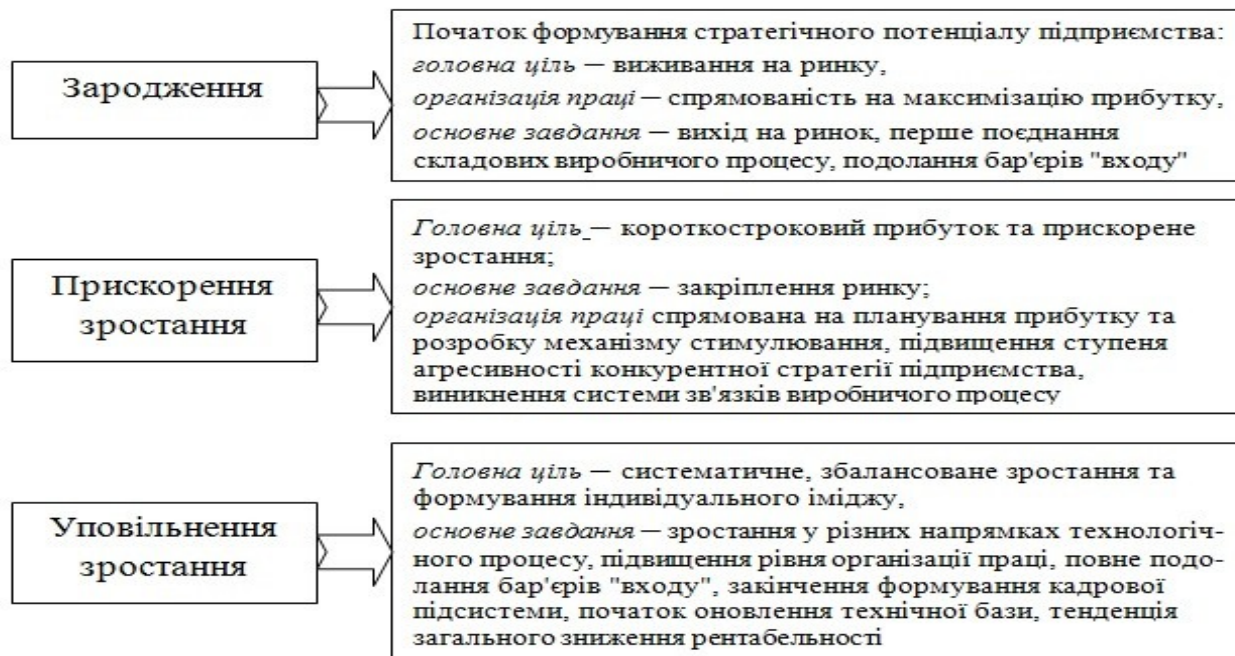 Зародження
Початок формування стратегічного потенціалу підприємства:
головна ціль — виживання на ринку,
організація праці — спрямованість на максимізацію прибутку,
основне завдання — вихід на ринок, перше поєднання
складових виробничого процесу, подолання бар'єрів "входу"
Прискорення
зростання
Головна ціль — короткостроковий прибуток та прискорене
зростання;
основне завдання — закріплення ринку;
організація праці спрямована на планування прибутку та
розробку механізму стимулювання, підвищення ступеня
агресивності конкурентної стратегії підприємства,
виникнення системи зв'язків виробничого процесу
Уповільнення
зростання
Головна ціль — систематичне, збалансоване зростання та
формування індивідуального іміджу,
основне завдання — зростання у різних напрямках технологіч-
ного процесу, підвищення рівня організації праці, повне подо-
лання бар'єрів "входу", закінчення формування кадрової
підсистеми, початок оновлення технічної бази, тенденція
загального зниження рентабельності